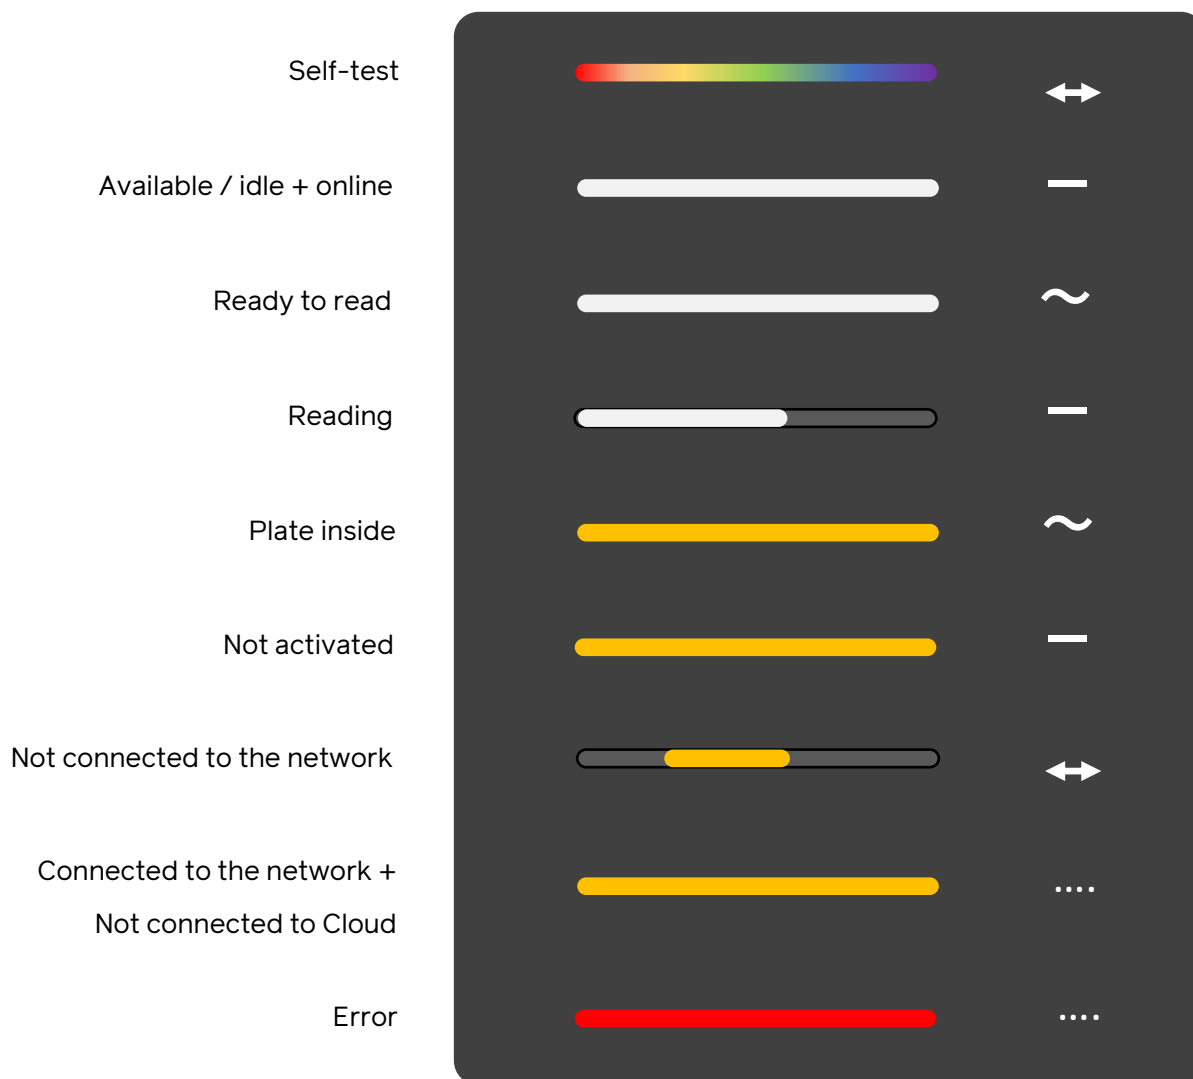 Self-test
Available / idle + online
Ready to read
Reading
Plate inside
Not activated
Not connected to the network
Connected to the network +
Not connected to Cloud
Error